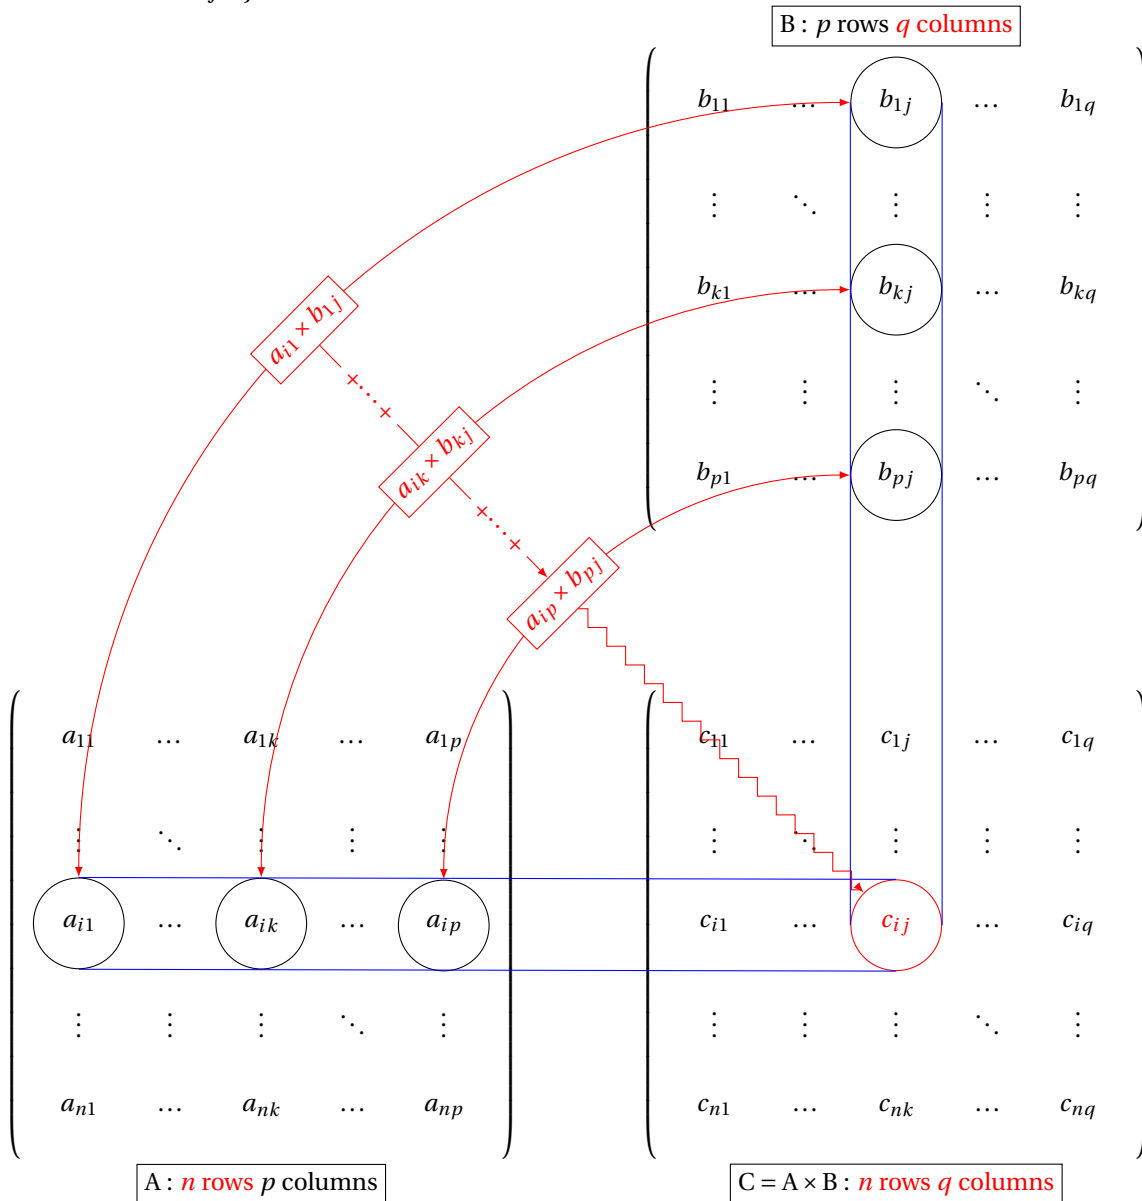 B : p rows q columns
b11 … b1j … b1q
⋮ ⋱ ⋮ ⋮ ⋮
bk1 … bkj … bkq
⋮ ⋮ ⋮ ⋱ ⋮
bp1 … bpj … bpq
ai1 × b1j
+ ⋱ +
aik × bkj
+ ⋱ +
aip × bpj
a11 … a1k … a1p
⋮ ⋱ ⋮ ⋮ ⋮
ai1 … aik … aip
⋮ ⋮ ⋮ ⋱ ⋮
an1 … ank … anp
A : n rows p columns
c11 … c1j … c1q
⋮ ⋱ ⋮ ⋮ ⋮
ci1 … cij … ciq
⋮ ⋮ ⋮ ⋱ ⋮
cn1 … cnk … cnq
C = A × B : n rows q columns